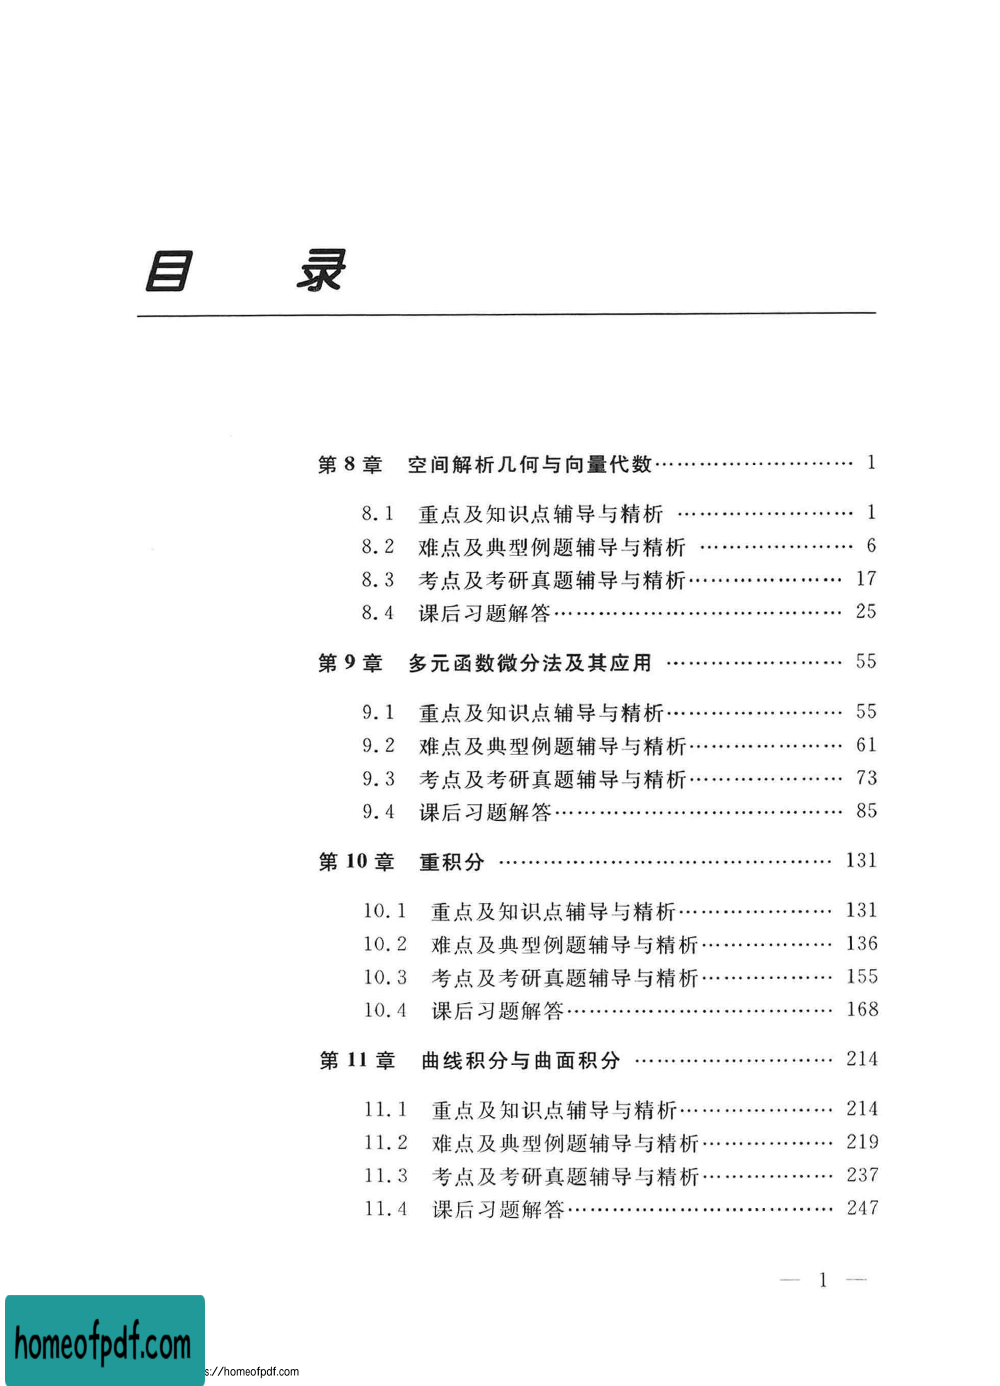 目 录
第 8 章 空间解析几何与向量代数………………………… 1
8.1 重点及知识点辅导与精析 …………………… 1
8.2 难点及典型例题辅导与精析 ………………… 6
8.3 考点及考研真题辅导与精析………………… 17
8.4 课后习题解答………………………………… 25
第 9 章 多元函数微分法及其应用 …………………… 55
9.1 重点及知识点辅导与精析…………………… 55
9.2 难点及典型例题辅导与精析………………… 61
9.3 考点及考研真题辅导与精析………………… 73
9.4 课后习题解答………………………………… 85
第 10 章 重积分 ……………………………………… 131
10.1 重点及知识点辅导与精析………………… 131
10.2 难点及典型例题辅导与精析……………… 136
10.3 考点及考研真题辅导与精析……………… 155
10.4 课后习题解答……………………………… 168
第 11 章 曲线积分与曲面积分 ……………………… 214
11.1 重点及知识点辅导与精析………………… 214
11.2 难点及典型例题辅导与精析……………… 219
11.3 考点及考研真题辅导与精析……………… 237
11.4 课后习题解答……………………………… 247
— 1 —
homeofpdf.com
s://homeofpdf.com